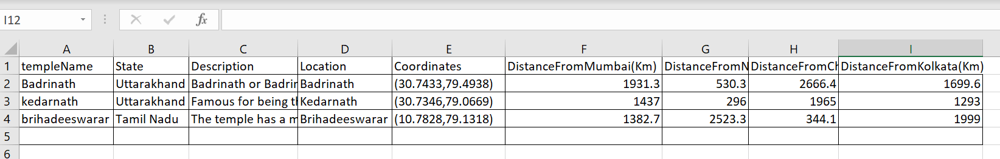 I12 fx
A B C D E F G H I
1 templeName State Description Location Coordinates DistanceFromMumbai(Km) DistanceFromN DistanceFromCh DistanceFromKolkata(Km)
2 Badrinath Uttarakhand Badrinath or Badrin Badrinath (30.7433,79.4938) 1931.3 530.3 2666.4 1699.6
3 kedarnath Uttarakhand Famous for being th Kedarnath (30.7346,79.0669) 1437 296 1965 1293
4 brihadeeswarar Tamil Nadu The temple has a m Brihadeeswarar (10.7828,79.1318) 1382.7 2523.3 344.1 1999
5
6